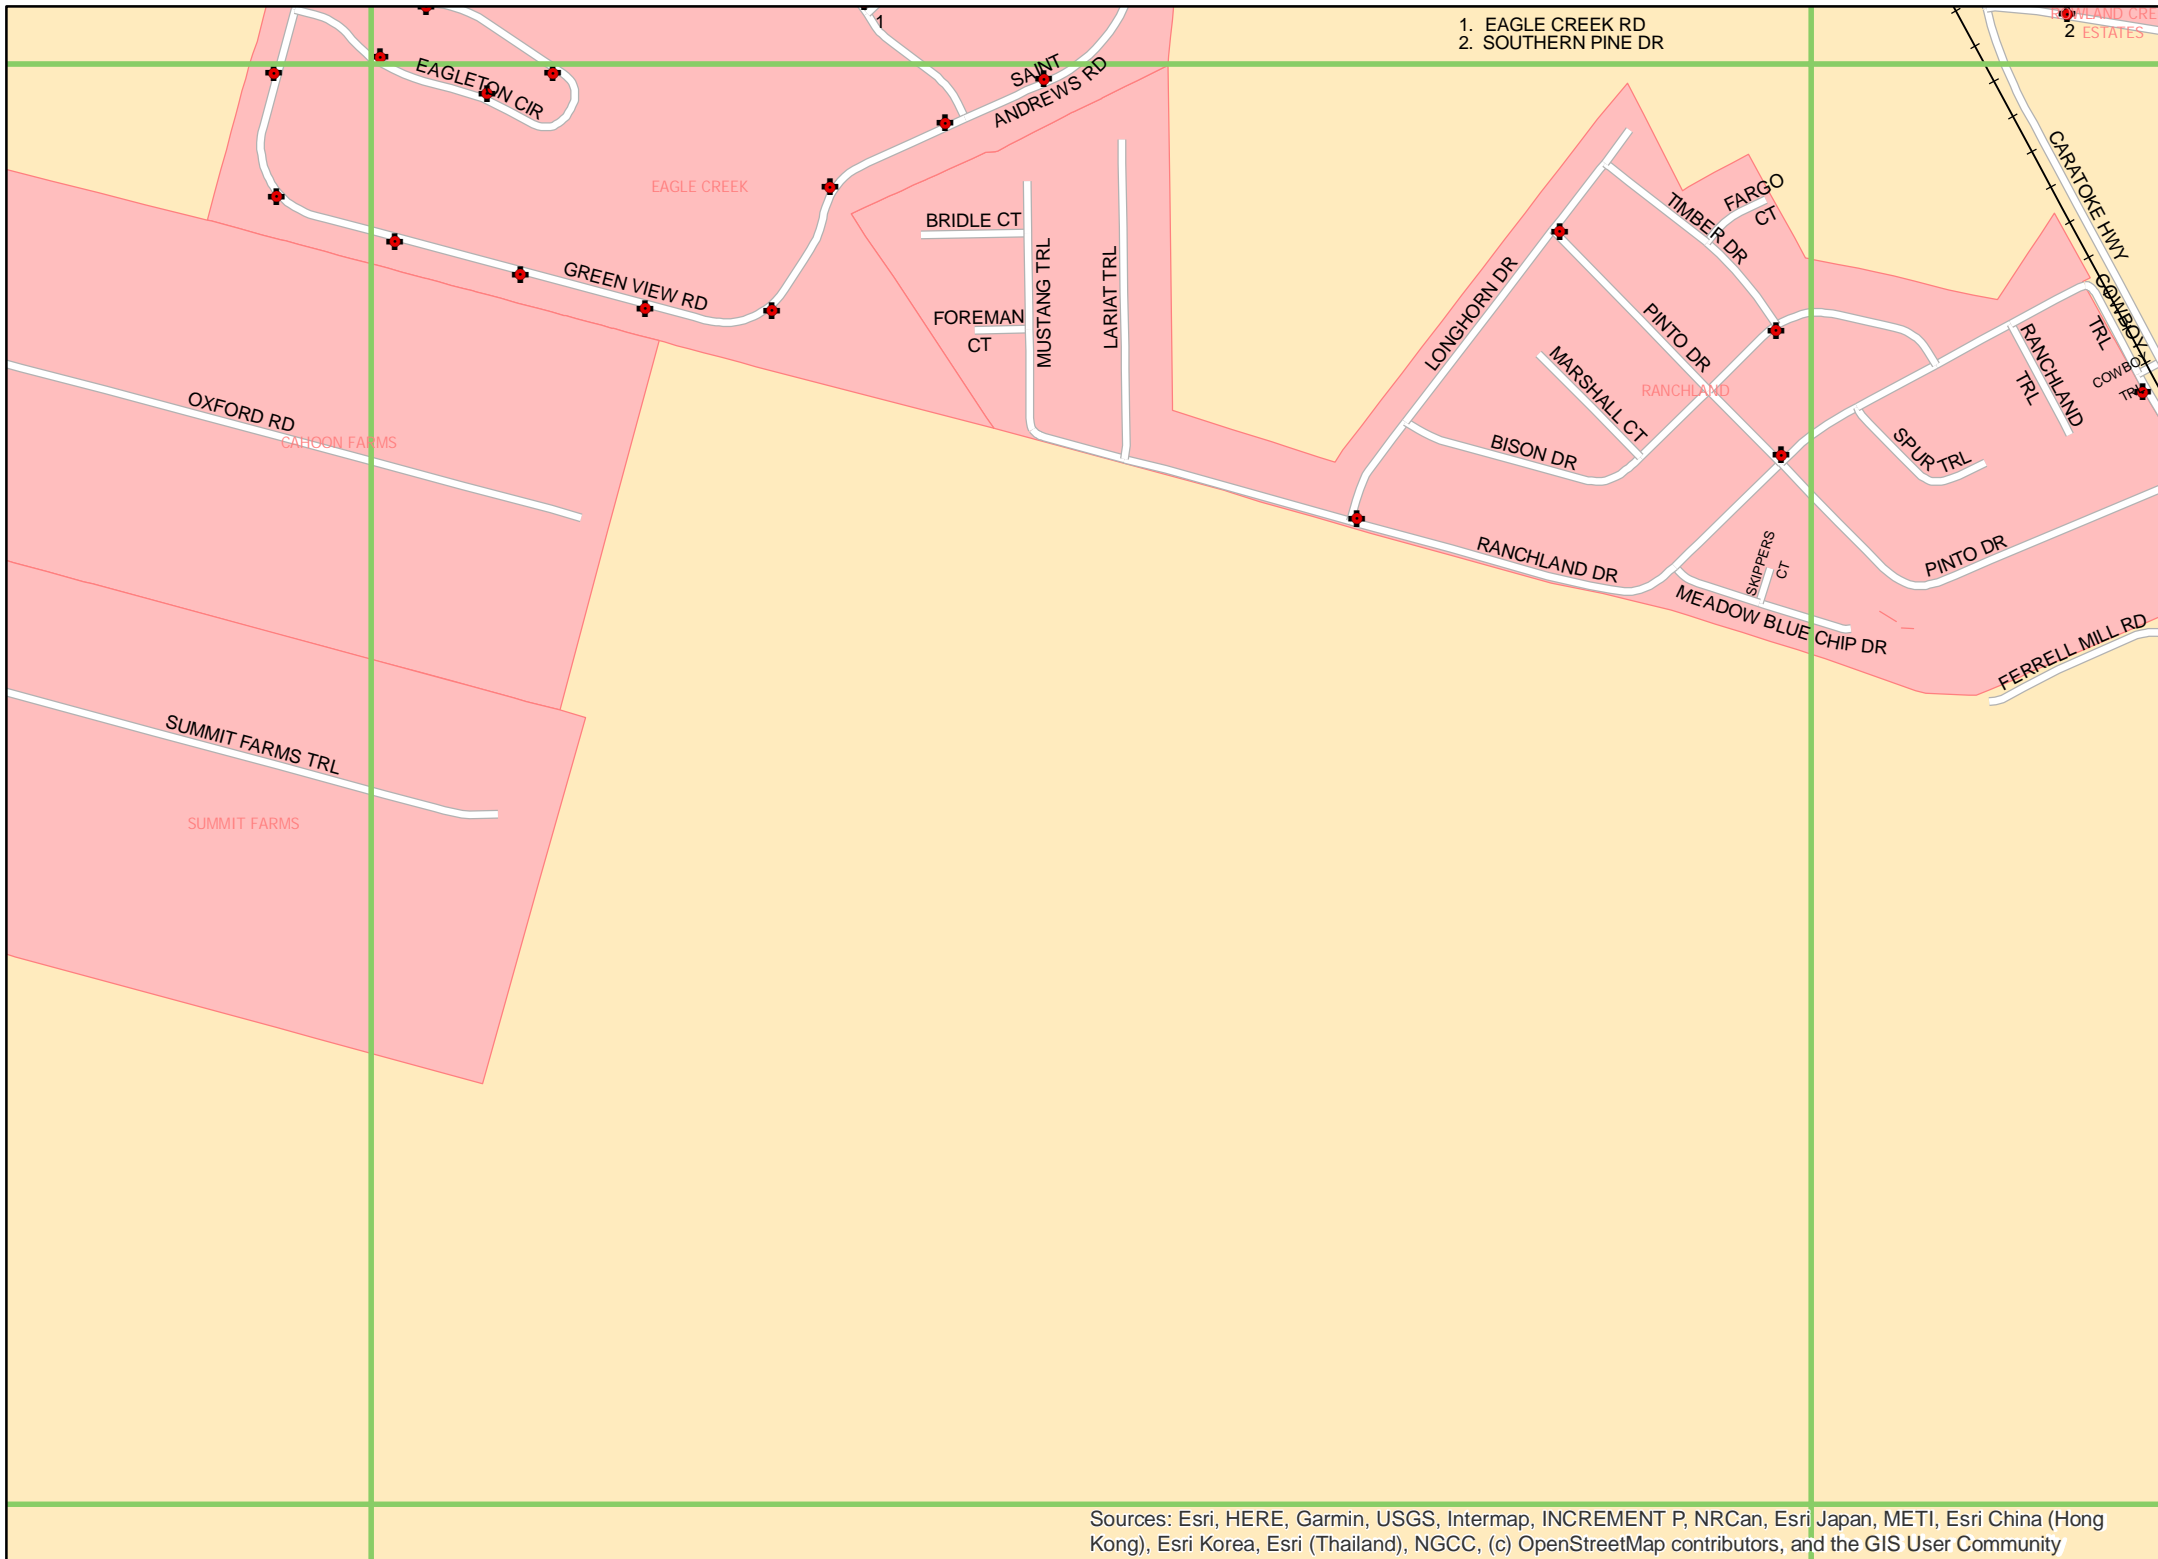 1
1. EAGLE CREEK RD
2. SOUTHERN PINE DR
2
ESTATES
EAGLETON CIR
SAINT
ANDREWS RD
CARATOKE HWY
EAGLE CREEK
BRIDLE CT
FOREMAN
CT
MUSTANG TRL
LARIAT TRL
GREEN VIEW RD
FARGO
CT
TIMBER DR
LONGHORN DR
PINTO DR
MARSHALL CT
RANCHLAND
BISON DR
COWBOY
TRL
COWBOY
TRL
RANCHLAND
TRL
SPUR TRL
OXFORD RD
CAHOON FARMS
RANCHLAND DR
SKIPPERS
CT
PINTO DR
MEADOW BLUE CHIP DR
FERRELL MILL RD
SUMMIT FARMS TRL
SUMMIT FARMS
Sources: Esri, HERE, Garmin, USGS, Intermap, INCREMENT P, NRCan, Esri Japan, METI, Esri China (Hong
Kong), Esri Korea, Esri (Thailand), NGCC, (c) OpenStreetMap contributors, and the GIS User Community